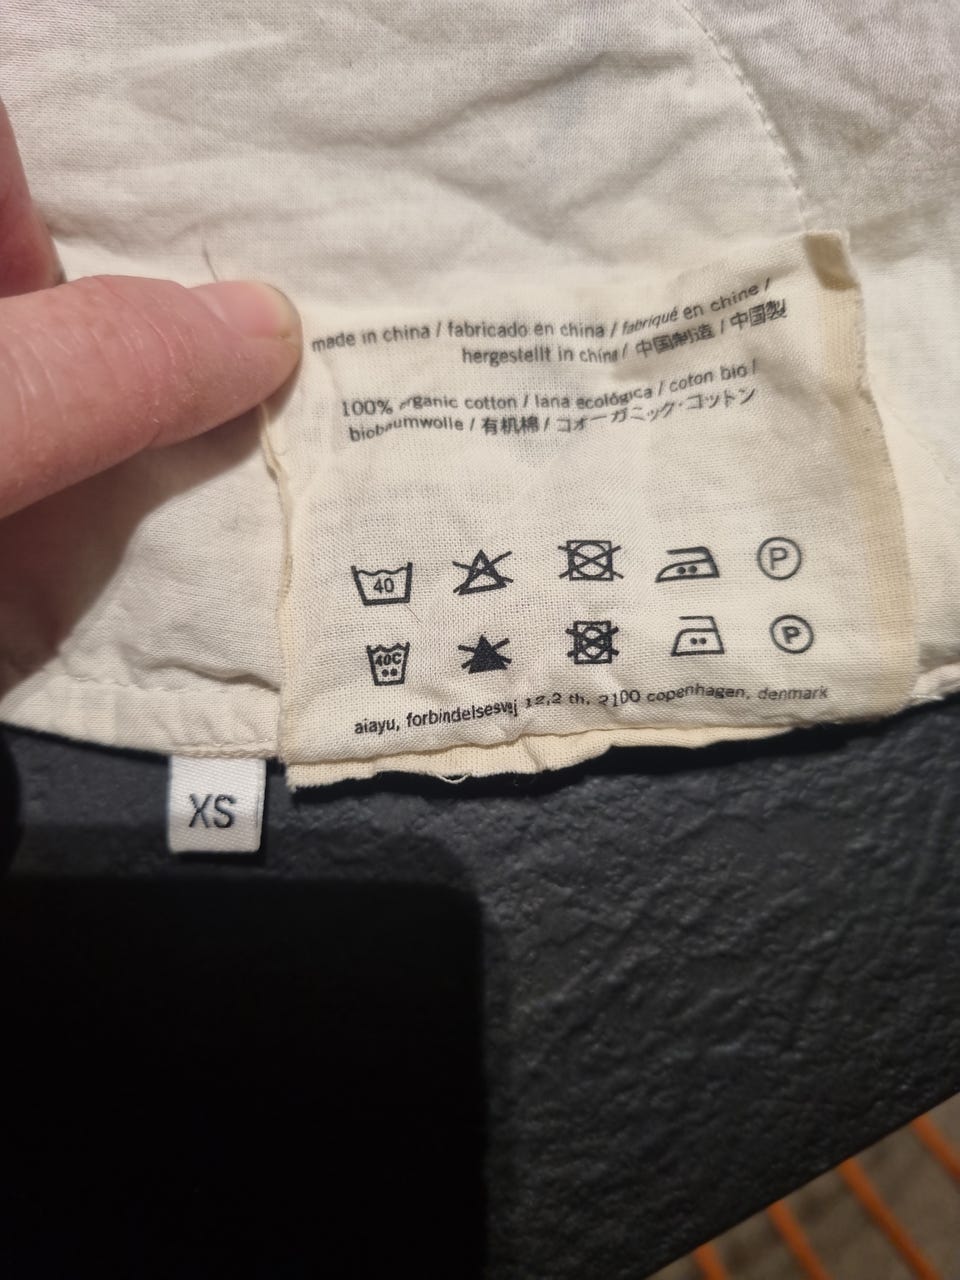 made in china / fabricado en china / fabriqué en chine /
hergestellt in china / 中国制造 / 中国製
100% organic cotton / lana ecológica / coton bio /
biobaumwolle / 有机棉 / コオーガニック・コットン
40
P
40C
P
aiayu, forbindelsesvej 12,2 th, 2100 copenhagen, denmark
XS